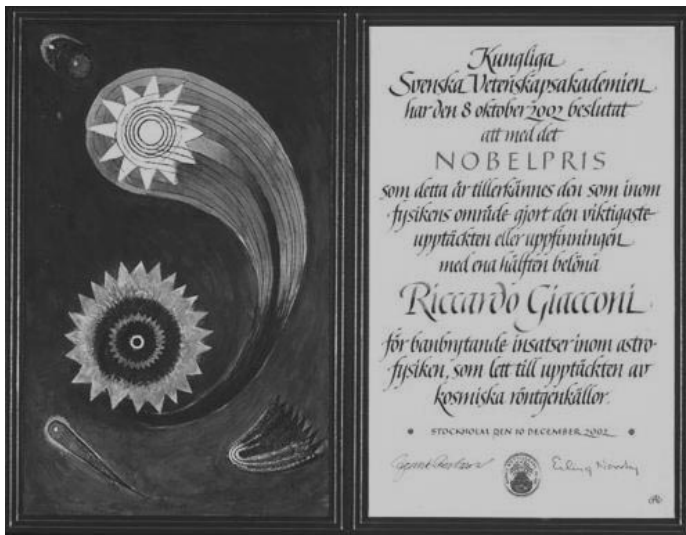 Kungliga
Svenska Vetenskapsakademien
har den 8 oktober 2002 beslutat
att med det
NOBELPRIS
som detta år tillerkännes den som inom
fysikens område gjort den viktigaste
upptäckten eller uppfinningen
med ena hälften belöna
Riccardo Giacconi
för banbrytande insatser inom astro-
fysiken, som lett till upptäckten av
kosmiska röntgenkällor.
• STOCKHOLM DEN 10 DECEMBER 2002 •
Erling Norrby